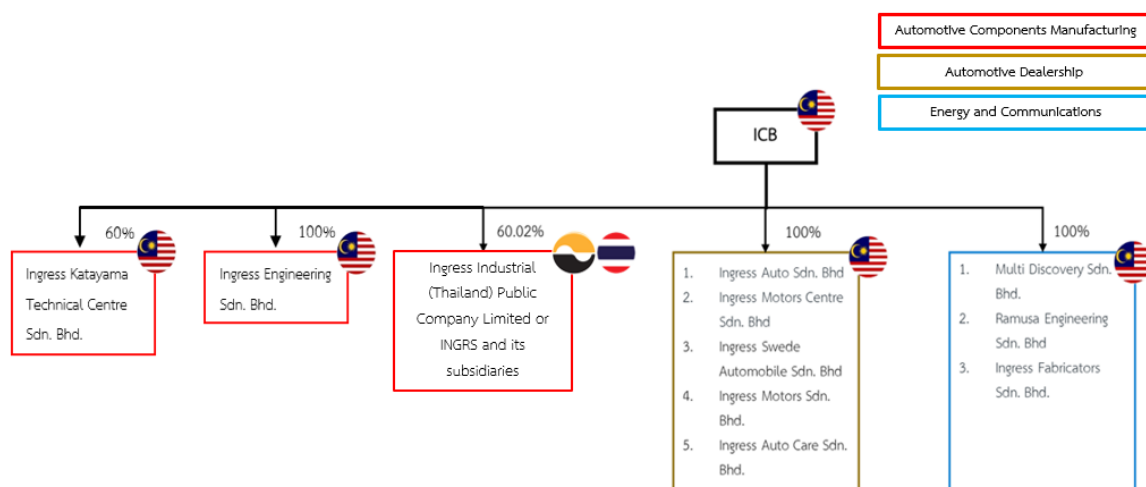 Automotive Components Manufacturing
Automotive Dealership
Energy and Communications
ICB
60%
100%
60.02%
100%
100%
Ingress Katayama
Technical Centre
Sdn. Bhd.
Ingress Engineering
Sdn. Bhd.
Ingress Industrial
(Thailand) Public
Company Limited or
INGRS and its
subsidiaries
1. Ingress Auto Sdn. Bhd
2. Ingress Motors Centre
Sdn. Bhd
3. Ingress Swede
Automobile Sdn. Bhd
4. Ingress Motors Sdn.
Bhd.
5. Ingress Auto Care Sdn.
Bhd.
1. Multi Discovery Sdn.
Bhd.
2. Ramusa Engineering
Sdn. Bhd
3. Ingress Fabricators
Sdn. Bhd.